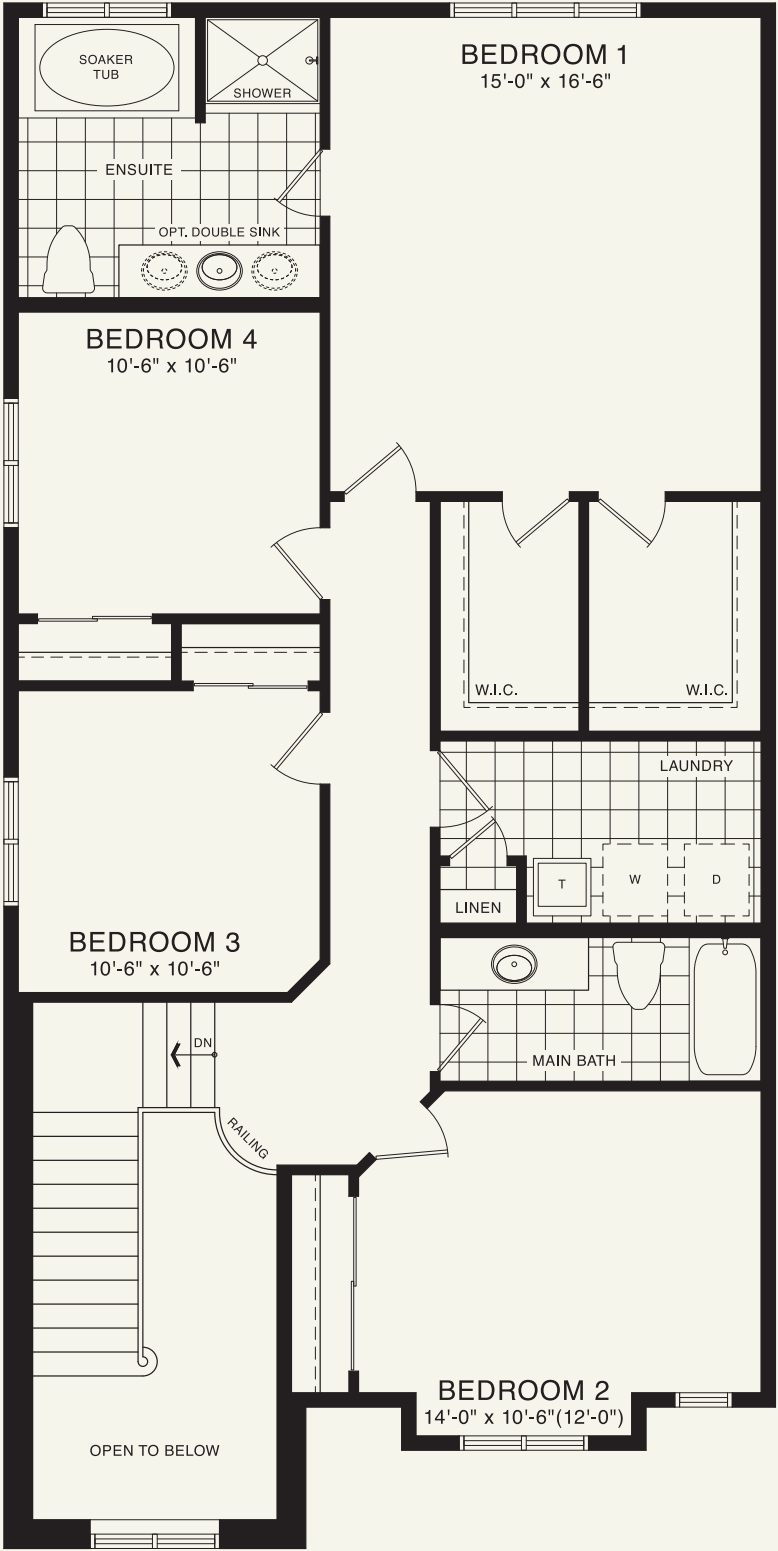 SOAKER
TUB
SHOWER
BEDROOM 1
15'-0" x 16'-6"
ENSUITE
OPT. DOUBLE SINK
BEDROOM 4
10'-6" x 10'-6"
W.I.C.
W.I.C.
LAUNDRY
T
W
D
LINEN
BEDROOM 3
10'-6" x 10'-6"
DN
MAIN BATH
RAILING
BEDROOM 2
14'-0" x 10'-6"(12'-0")
OPEN TO BELOW